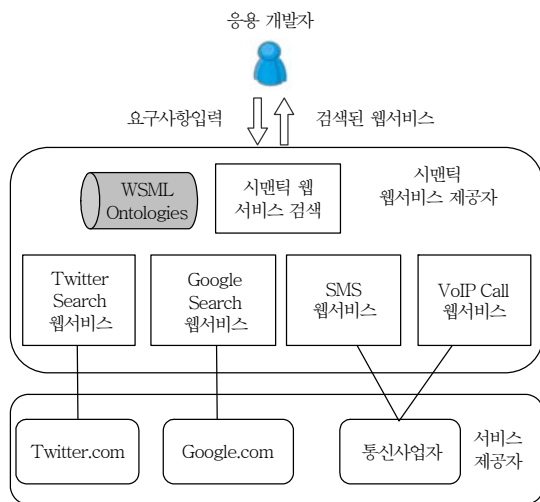 응용 개발자
요구사항입력
검색된 웹서비스
WSML
Ontologies
시맨틱 웹
서비스 검색
시맨틱
웹서비스 제공자
Twitter
Search
웹서비스
Google
Search
웹서비스
SMS
웹서비스
VoIP Call
웹서비스
Twitter.com
Google.com
통신사업자
서비스
제공자